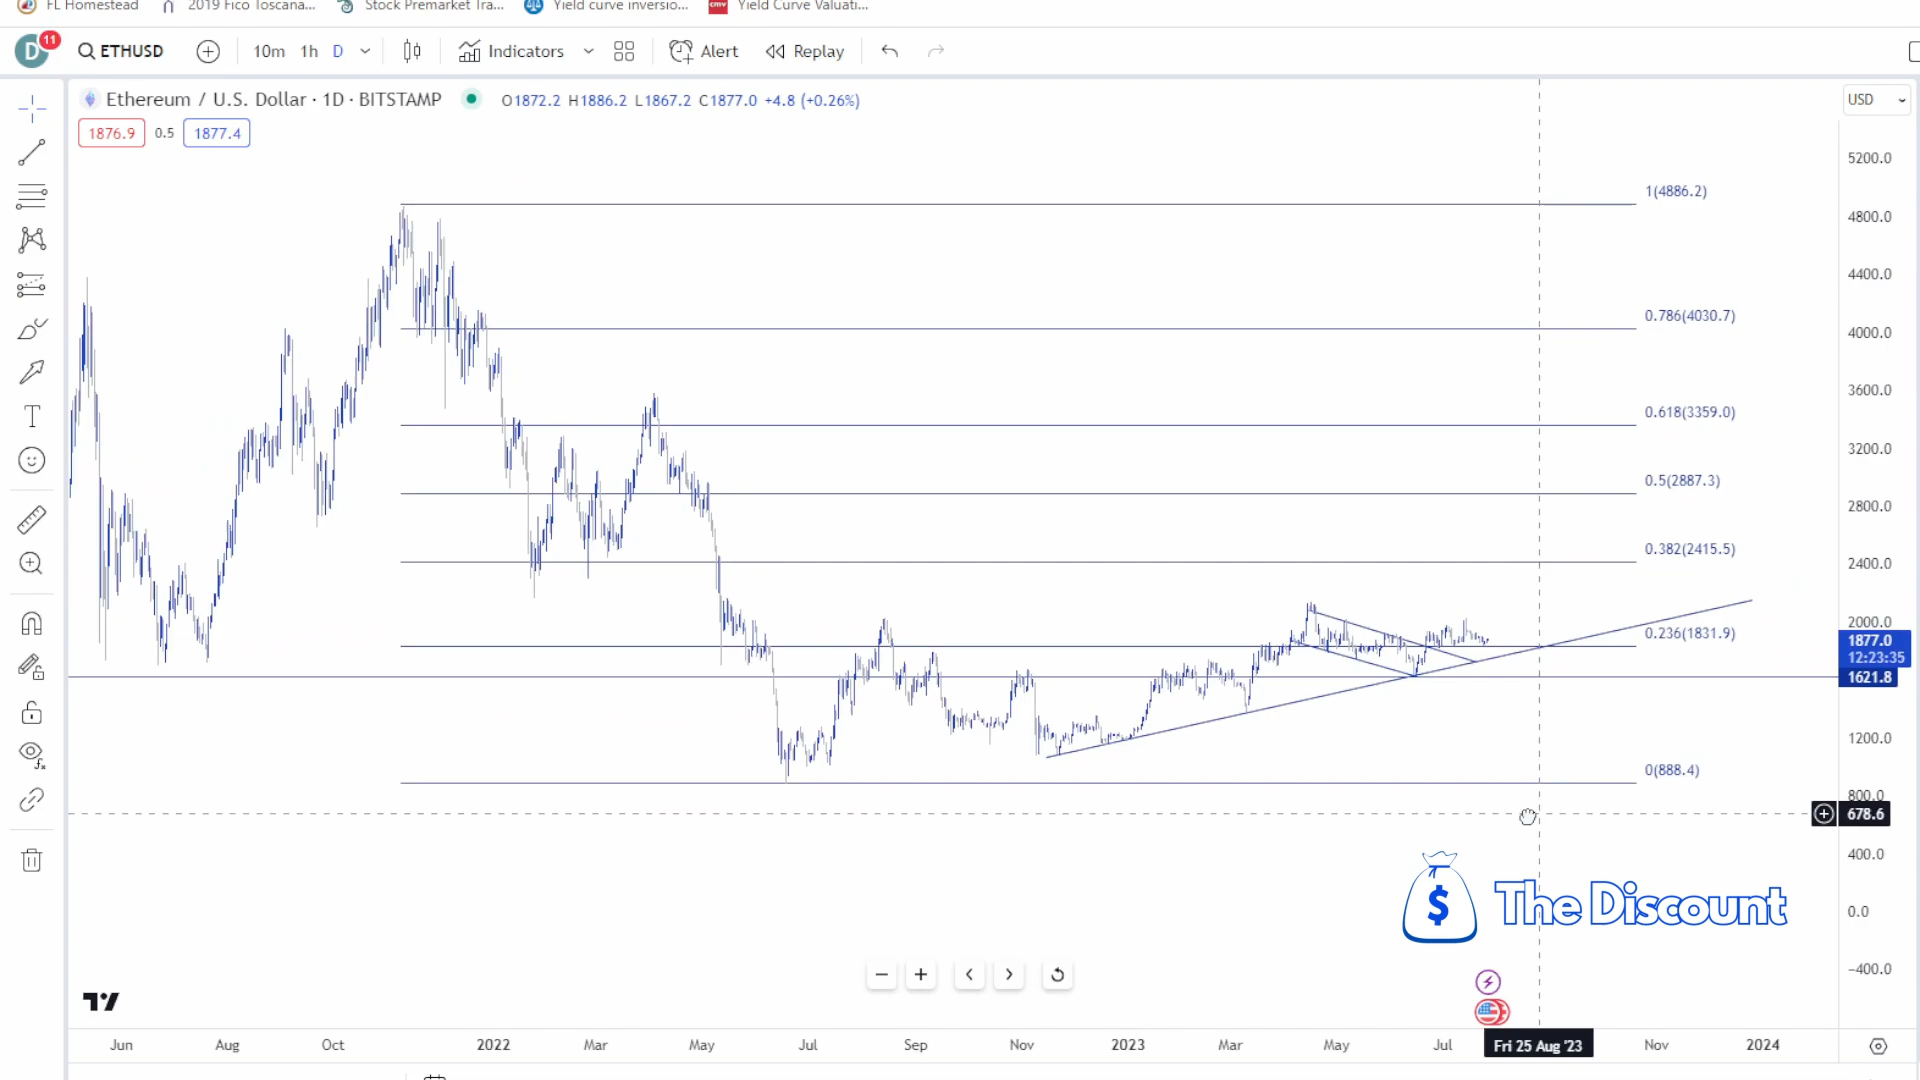 FL Homestead
2019 Fico Toscana...
Stock Premarket Tra...
Yield curve inversio...
cmv
Yield Curve Valuati...
D
11
ETHUSD
10m
1h
D
Indicators
Alert
Replay
Ethereum / U.S. Dollar · 1D · BITSTAMP
O1872.2 H1886.2 L1867.2 C1877.0 +4.8 (+0.26%)
USD
1876.9
0.5
1877.4
5200.0
1(4886.2)
4800.0
4400.0
0.786(4030.7)
4000.0
3600.0
0.618(3359.0)
3200.0
0.5(2887.3)
2800.0
0.382(2415.5)
2400.0
2000.0
0.236(1831.9)
1877.0
12:23:35
1621.8
1200.0
0(888.4)
800.0
678.6
400.0
$ The Discount
0.0
−400.0
Jun
Aug
Oct
2022
Mar
May
Jul
Sep
Nov
2023
Mar
May
Jul
Fri 25 Aug '23
Nov
2024